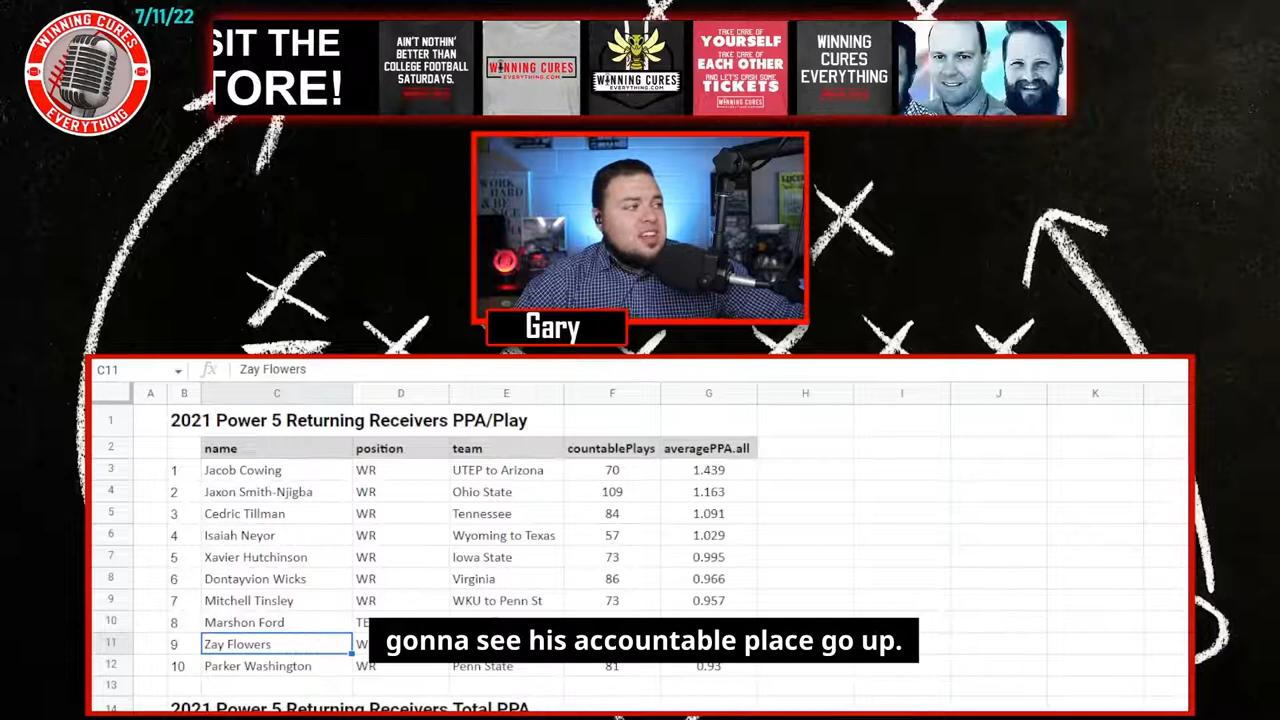 7/11/22
WINNING CURES
EVERYTHING
SIT THE
TORE!
AIN'T NOTHIN'
BETTER THAN
COLLEGE FOOTBALL
SATURDAYS.
WINNING CURES
EVERYTHING.COM
WINNING CURES
EVERYTHING.COM
TAKE CARE OF
YOURSELF
TAKE CARE OF
EACH OTHER
AND LET'S CASH SOME
TICKETS
WINNING CURES
WINNING
CURES
EVERYTHING
WORK
HARD
& BE
Gary
C11
fx
Zay Flowers
A B C D E F G H I J K
1 2021 Power 5 Returning Receivers PPA/Play
2 name position team countablePlays averagePPA.all
3 1 Jacob Cowing WR UTEP to Arizona 70 1.439
4 2 Jaxon Smith-Njigba WR Ohio State 109 1.163
5 3 Cedric Tillman WR Tennessee 84 1.091
6 4 Isaiah Neyor WR Wyoming to Texas 57 1.029
7 5 Xavier Hutchinson WR Iowa State 73 0.995
8 6 Dontayvion Wicks WR Virginia 86 0.966
9 7 Mitchell Tinsley WR WKU to Penn St 73 0.957
10 8 Marshon Ford
11 9 Zay Flowers
gonna see his accountable place go up.
12 10 Parker Washington WR Penn State 81 0.93
13
14 2021 Power 5 Returning Receivers Total PPA